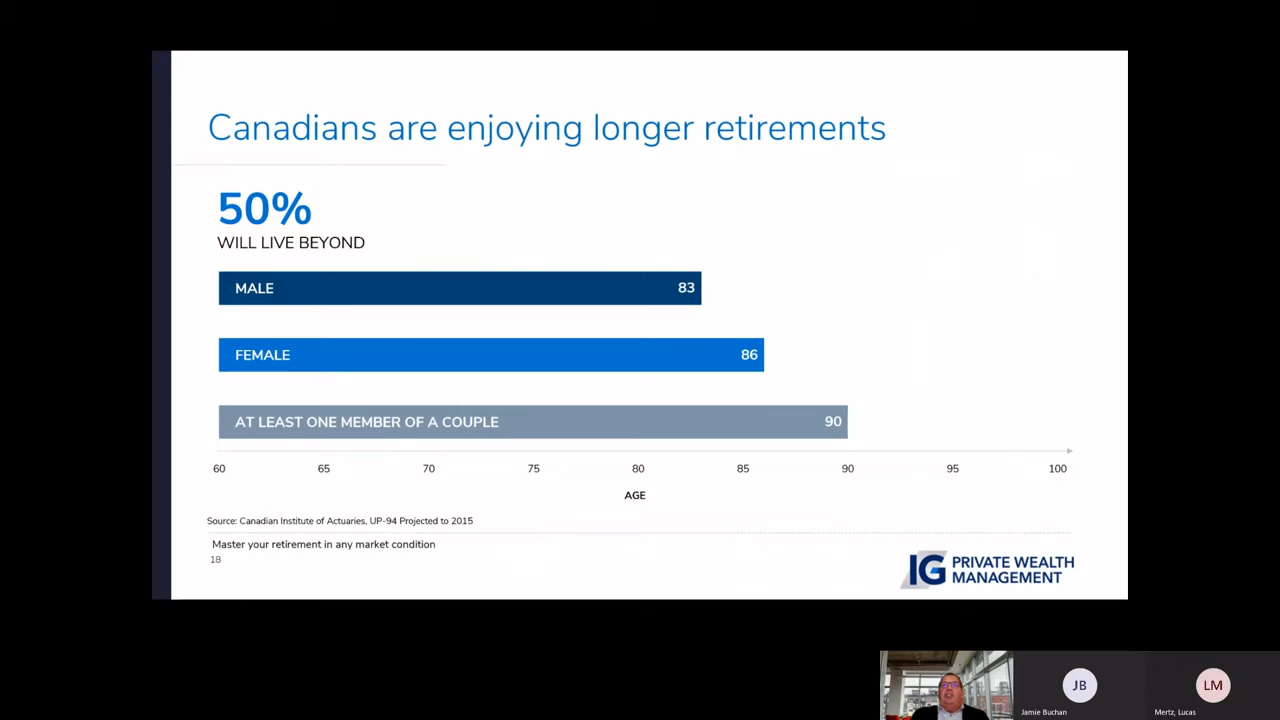 Canadians are enjoying longer retirements
50%
WILL LIVE BEYOND
MALE 83
FEMALE 86
AT LEAST ONE MEMBER OF A COUPLE 90
60 65 70 75 80 85 90 95 100
AGE
Source: Canadian Institute of Actuaries, UP-94 Projected to 2015
Master your retirement in any market condition
18
IG PRIVATE WEALTH
MANAGEMENT
JB
LM
Jamie Buchan
Mertz, Lucas